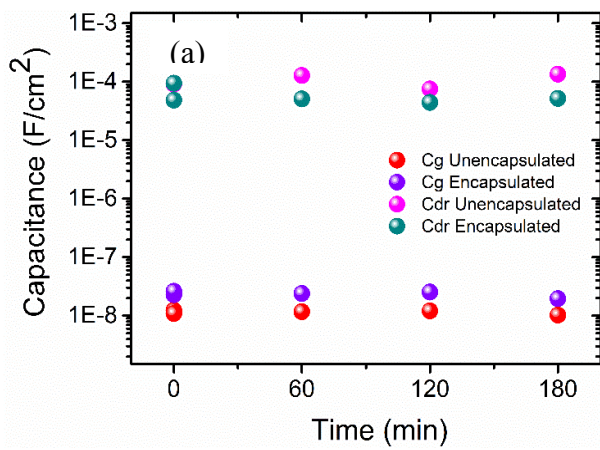 (a)
1E-3
1E-4
1E-5
1E-6
1E-7
1E-8
Capacitance (F/cm²)
Cg Unencapsulated
Cg Encapsulated
Cdr Unencapsulated
Cdr Encapsulated
0 60 120 180
Time (min)